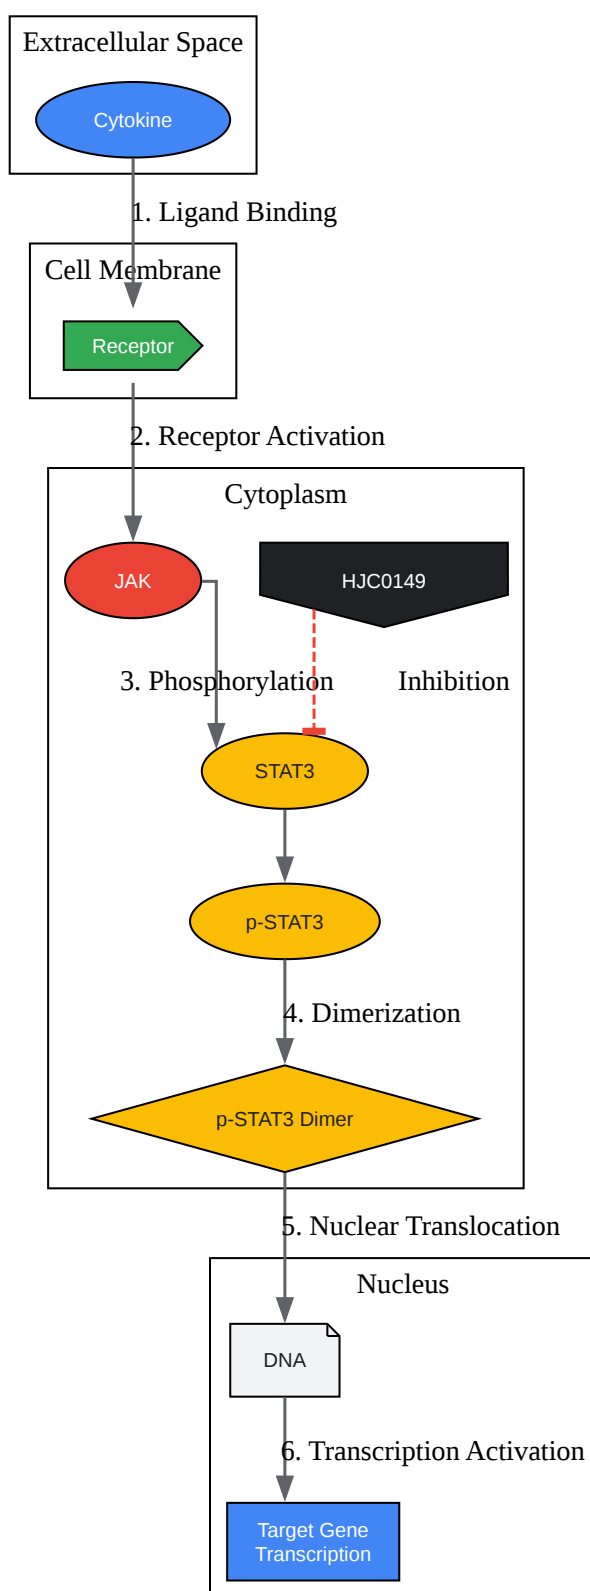 Extracellular Space
Cytokine
1. Ligand Binding
Cell Membrane
Receptor
2. Receptor Activation
Cytoplasm
JAK
HJC0149
3. Phosphorylation
Inhibition
STAT3
p-STAT3
4. Dimerization
p-STAT3 Dimer
5. Nuclear Translocation
Nucleus
DNA
6. Transcription Activation
Target Gene
Transcription